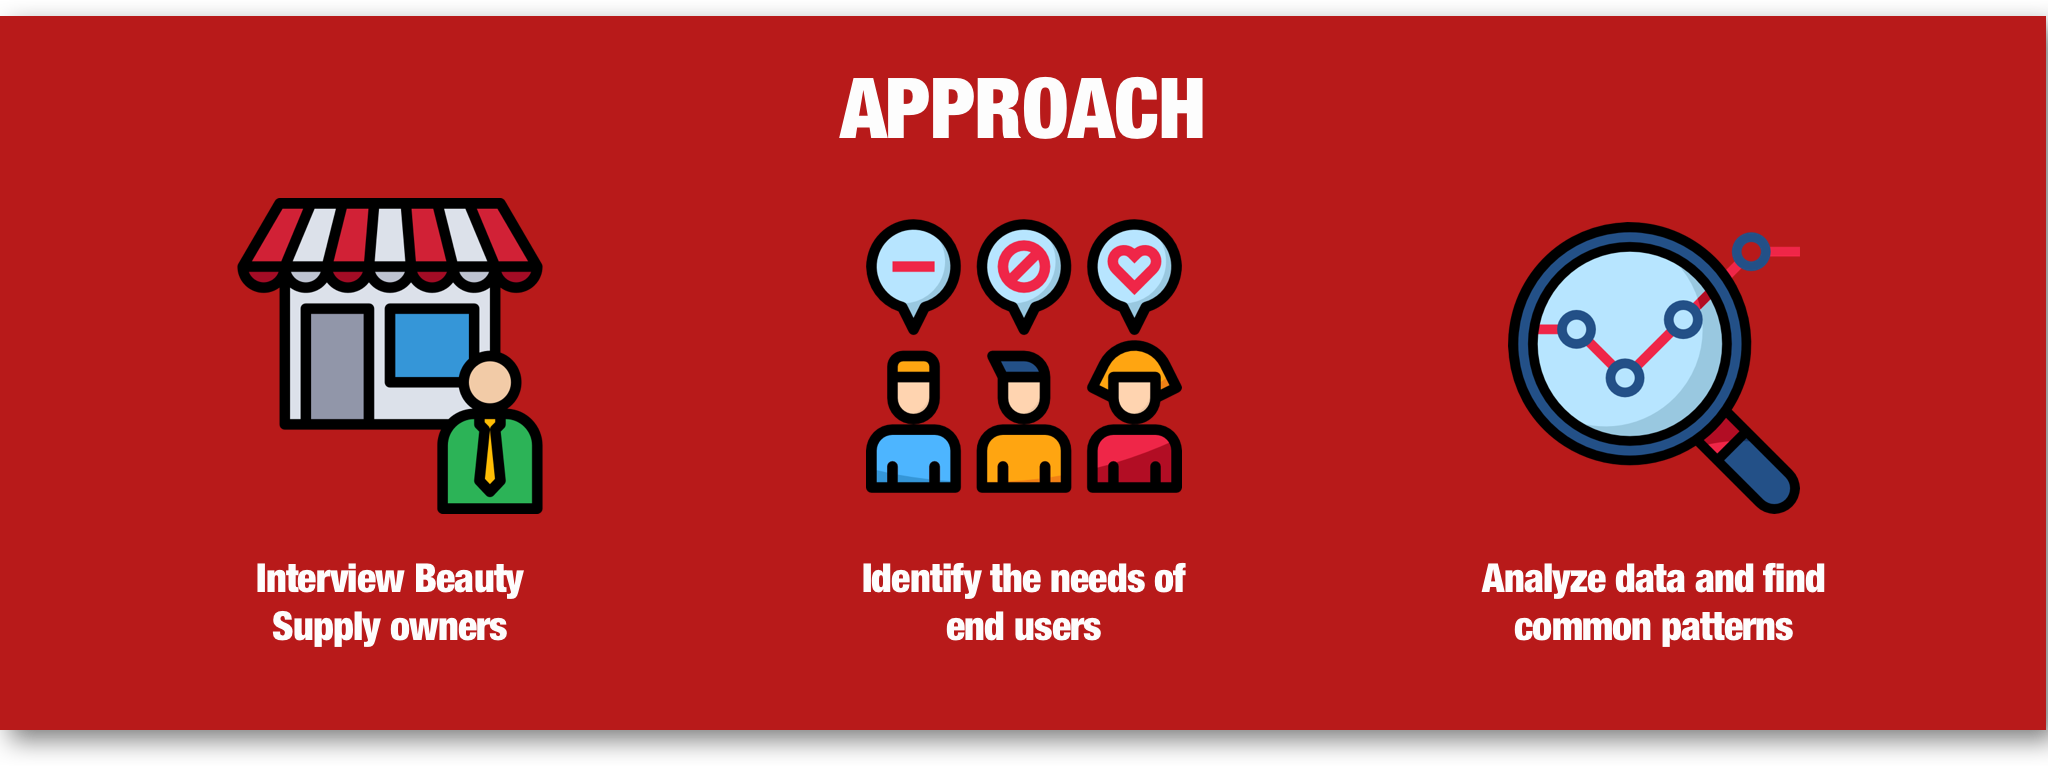 APPROACH
Interview Beauty
Supply owners
Identify the needs of
end users
Analyze data and find
common patterns